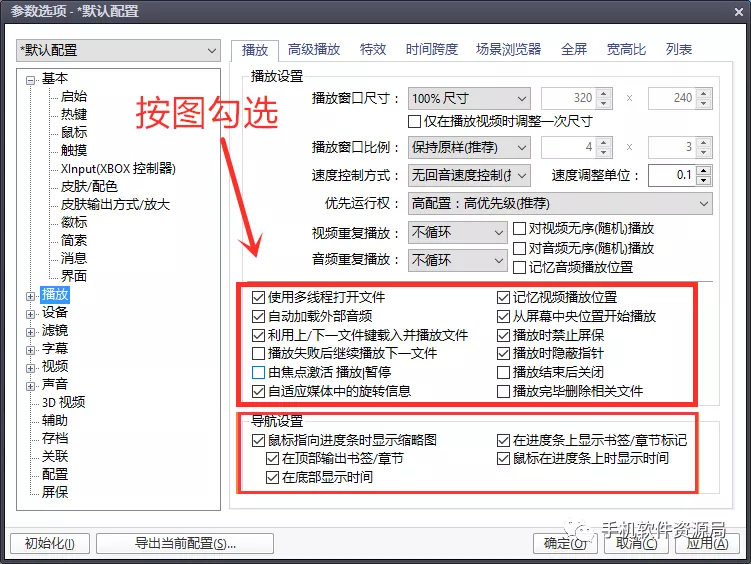 参数选项 - *默认配置
*默认配置
基本
启始
热键
鼠标
触摸
XInput(XBOX 控制器)
皮肤/配色
皮肤输出方式/放大
徽标
简索
消息
界面
播放
设备
滤镜
字幕
视频
声音
3D 视频
辅助
存档
关联
配置
屏保
按图勾选
播放 高级播放 特效 时间跨度 场景浏览器 全屏 宽高比 列表
播放设置
播放窗口尺寸： 100% 尺寸 320 x 240
仅在播放视频时调整一次尺寸
播放窗口比例： 保持原样(推荐) 4 x 3
速度控制方式： 无回音速度控制( 速度调整单位： 0.1
优先运行权： 高配置：高优先级(推荐)
视频重复播放： 不循环 对视频无序(随机)播放
对音频无序(随机)播放
音频重复播放： 不循环
记忆音频播放位置
使用多线程打开文件 记忆视频播放位置
自动加载外部音频 从屏幕中央位置开始播放
利用上/下一文件键载入并播放文件 播放时禁止屏保
播放失败后继续播放下一文件 播放时隐蔽指针
由焦点激活 播放|暂停 播放结束后关闭
自适应媒体中的旋转信息 播放完毕删除相关文件
导航设置
鼠标指向进度条时显示缩略图 在进度条上显示书签/章节标记
在顶部输出书签/章节 鼠标在进度条上时显示时间
在底部显示时间
手机软件资源局
初始化(I) 导出当前配置(S)... 确定(O) 取消(C) 应用(A)